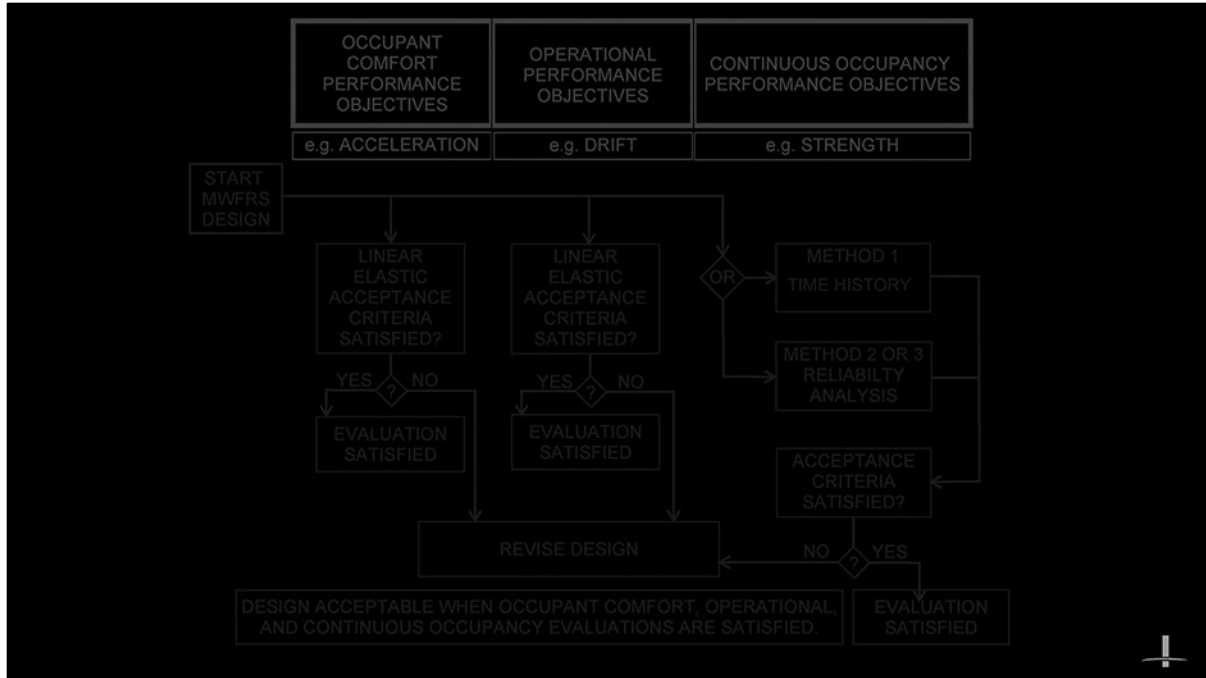 OCCUPANT
COMFORT
PERFORMANCE
OBJECTIVES
OPERATIONAL
PERFORMANCE
OBJECTIVES
CONTINUOUS OCCUPANCY
PERFORMANCE OBJECTIVES
e.g. ACCELERATION
e.g. DRIFT
e.g. STRENGTH
START
MWFRS
DESIGN
LINEAR
ELASTIC
ACCEPTANCE
CRITERIA
SATISFIED?
LINEAR
ELASTIC
ACCEPTANCE
CRITERIA
SATISFIED?
OR
METHOD 1
TIME HISTORY
METHOD 2 OR 3
RELIABILTY
ANALYSIS
YES ? NO
YES ? NO
EVALUATION
SATISFIED
EVALUATION
SATISFIED
ACCEPTANCE
CRITERIA
SATISFIED?
REVISE DESIGN
NO ? YES
DESIGN ACCEPTABLE WHEN OCCUPANT COMFORT, OPERATIONAL,
AND CONTINUOUS OCCUPANCY EVALUATIONS ARE SATISFIED.
EVALUATION
SATISFIED